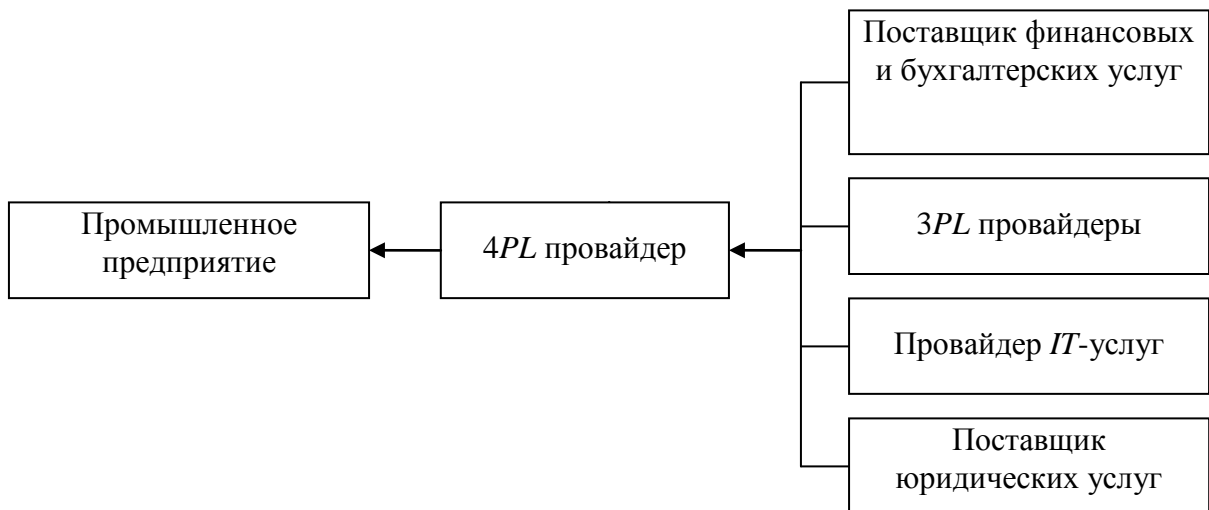 Поставщик финансовых
и бухгалтерских услуг
Промышленное
предприятие
4PL провайдер
3PL провайдеры
Провайдер IT-услуг
Поставщик
юридических услуг